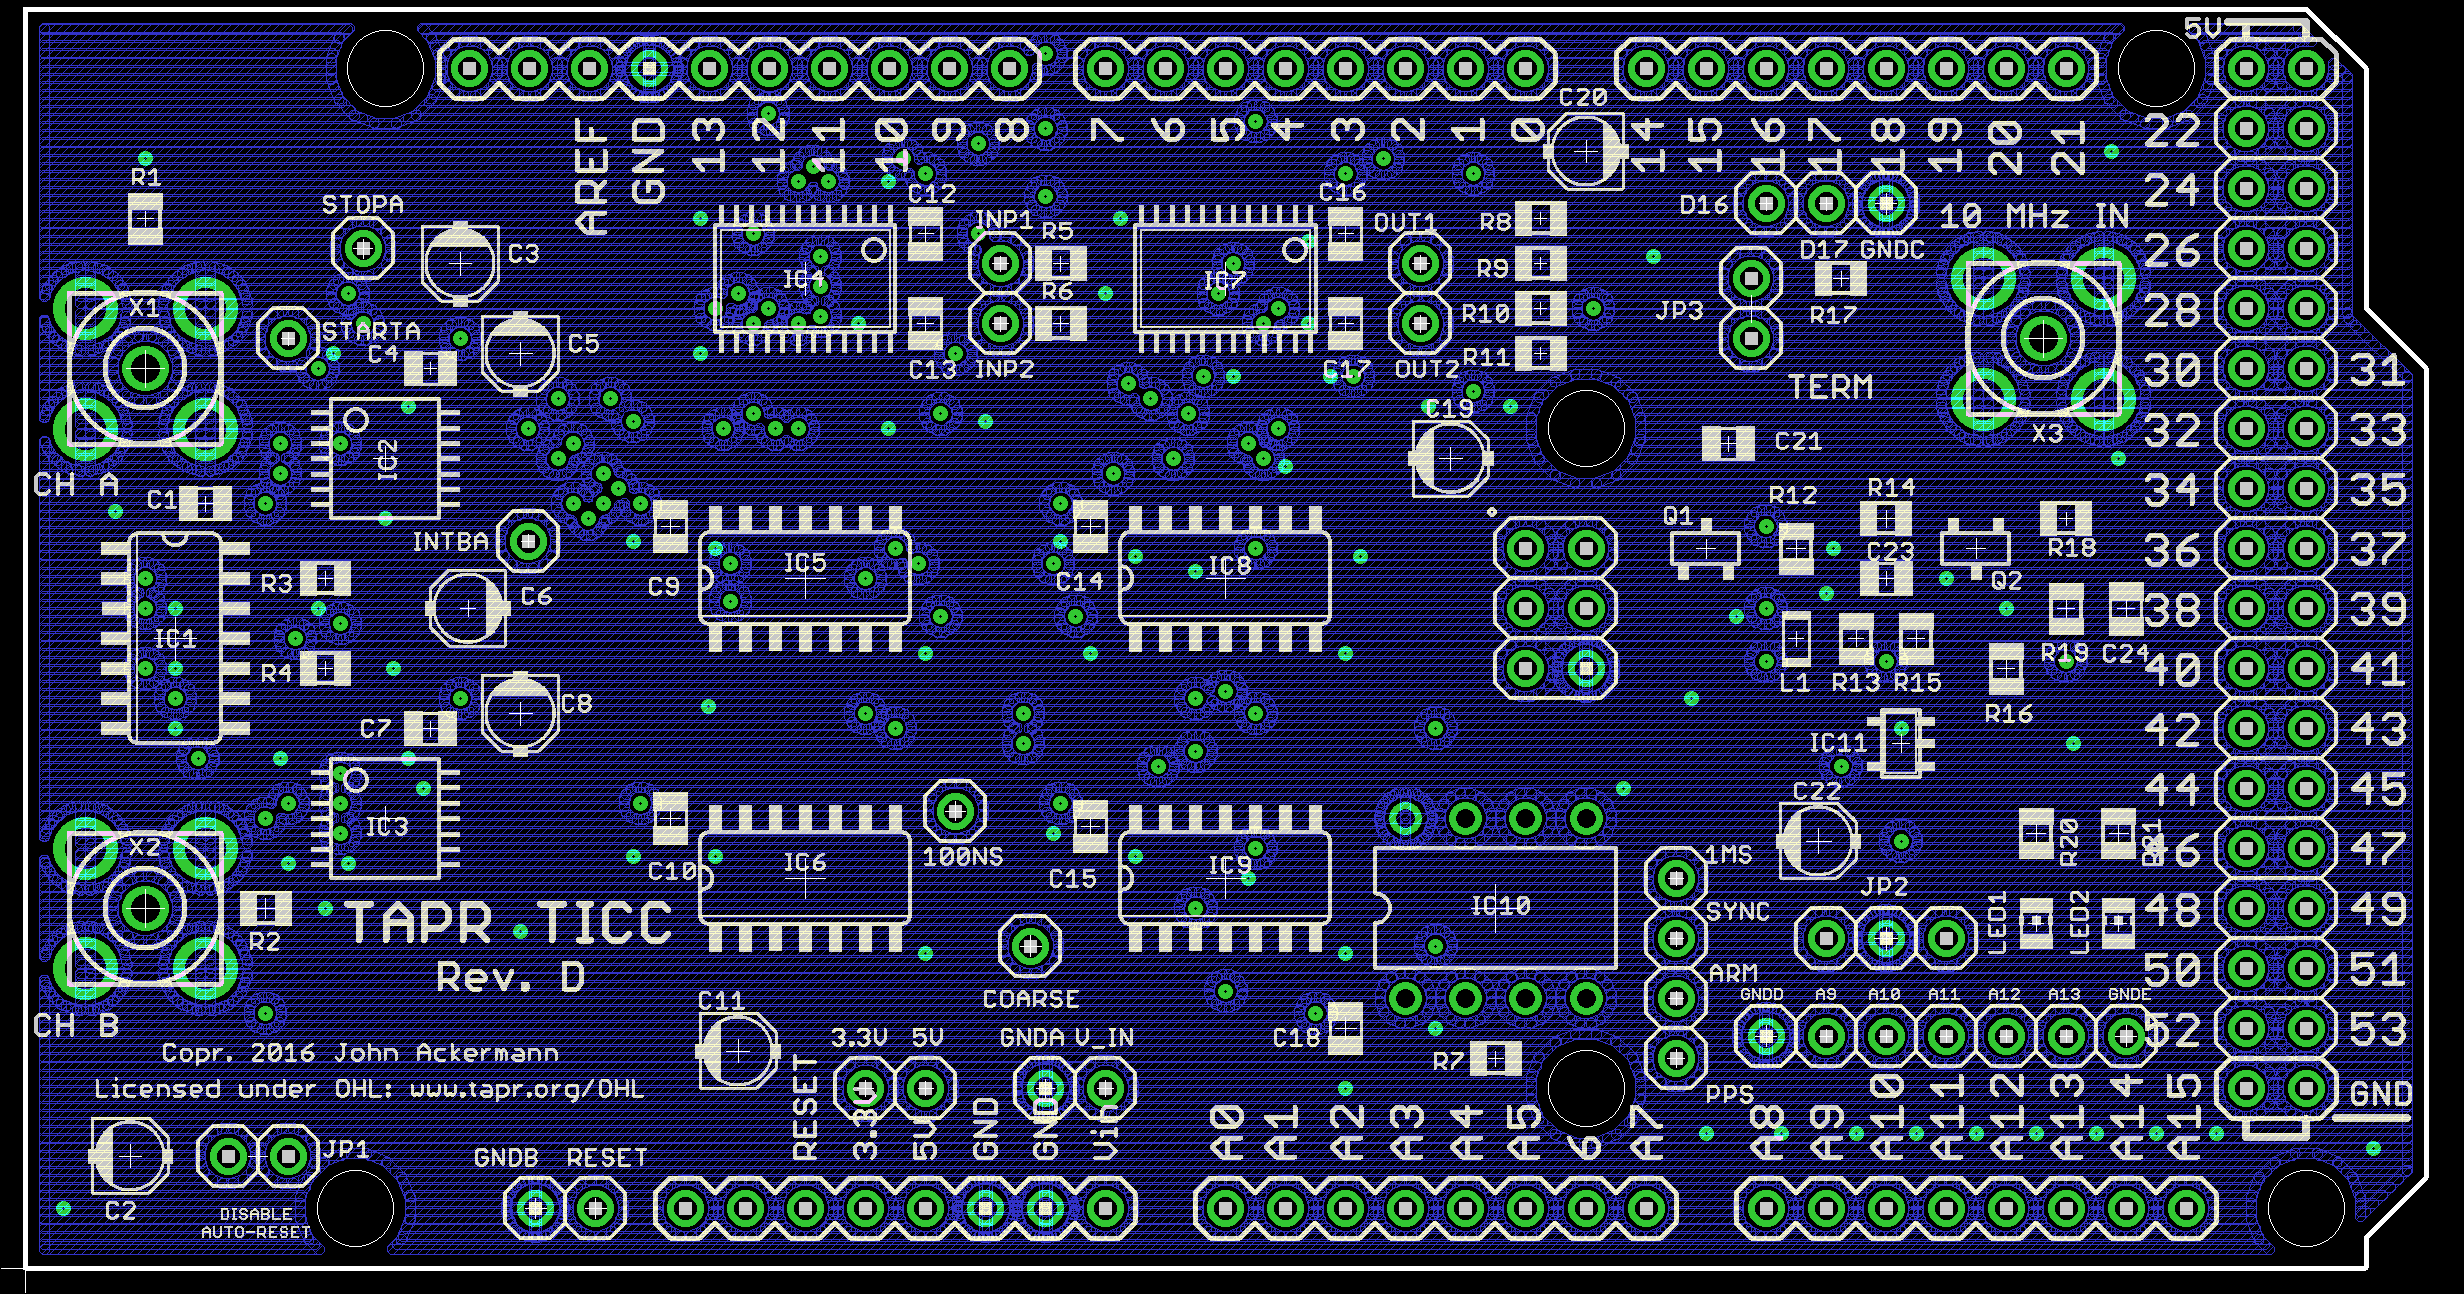 5V
C20
AREF GND 13 12 11 10 9 8 7 6 5 4 3 2 1 0 14 15 16 17 18 19 20 21
22
R1
STOPA
C12
C16
24
D16
10 MHz IN
INP1
R5
OUT1
R8
C3
D17 GNDC
26
IC4
IC7
R9
R6
X1
STARTA
R10
JP3
R17
28
C4
C5
C13
INP2
C17
OUT2
R11
30
31
TERM
C19
32
33
X3
C21
IC2
CH A
C1
34
35
R12
R14
Q1
INTBA
36
37
R18
C23
IC5
IC8
R3
C9
C14
Q2
C6
38
39
IC1
R4
R19
C24
40
41
L1
R13
R15
C8
R16
C7
42
43
IC11
44
45
C22
IC3
X2
46
47
R20
R21
100NS
1MS
IC6
IC9
C10
C15
JP2
TAPR TICC
IC10
SYNC
48
49
LED1
LED2
R2
Rev. D
ARM
50
51
C11
COARSE
GNDD A9 A10 A11 A12 A13 GNDE
CH B
3.3V
5V
GNDA
V_IN
C18
52
53
Copr. 2016 John Ackermann
R7
Licensed under OHL: www.tapr.org/OHL
PPS
GND
RESET 3.3V 5V GND GND Vin A0 A1 A2 A3 A4 A5 6 A7 A8 A9 A10 A11 A12 A13 A14 A15
JP1
GNDB
RESET
C2
DISABLE
AUTO-RESET